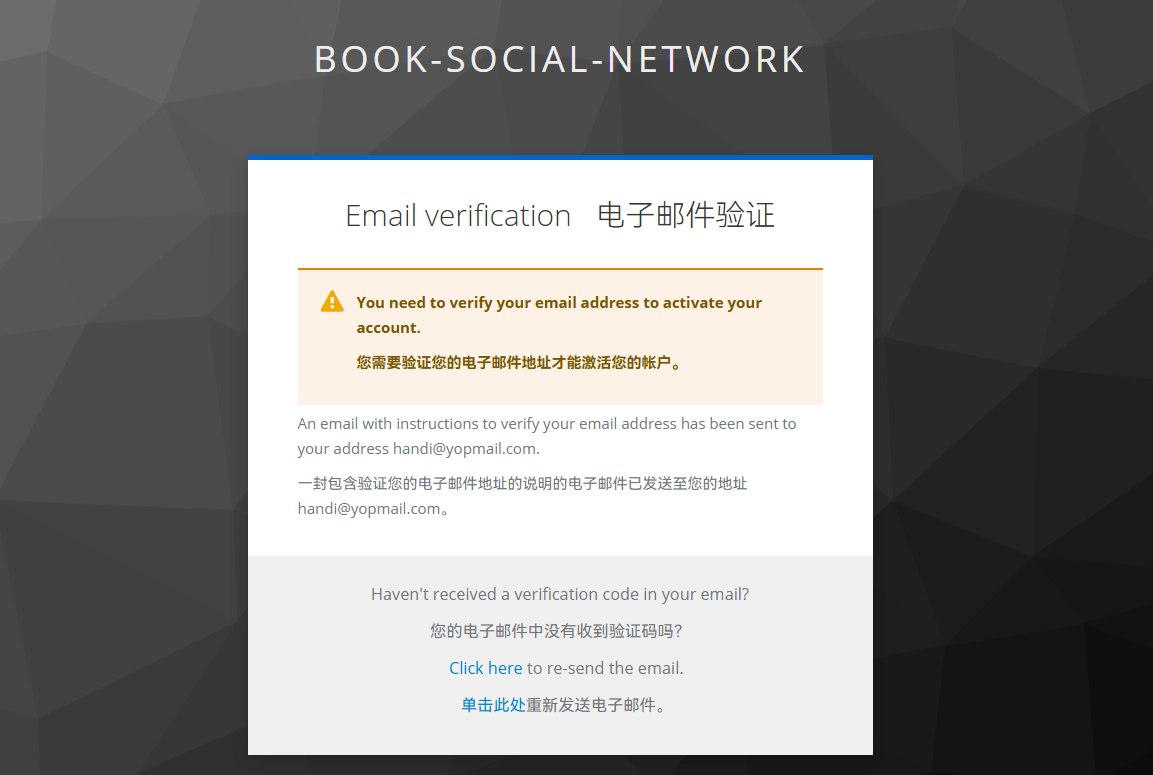 BOOK-SOCIAL-NETWORK
Email verification 电子邮件验证
You need to verify your email address to activate your
account.
您需要验证您的电子邮件地址才能激活您的帐户。
An email with instructions to verify your email address has been sent to
your address handi@yopmail.com.
一封包含验证您的电子邮件地址的说明的电子邮件已发送至您的地址
handi@yopmail.com。
Haven't received a verification code in your email?
您的电子邮件中没有收到验证码吗？
Click here to re-send the email.
单击此处重新发送电子邮件。